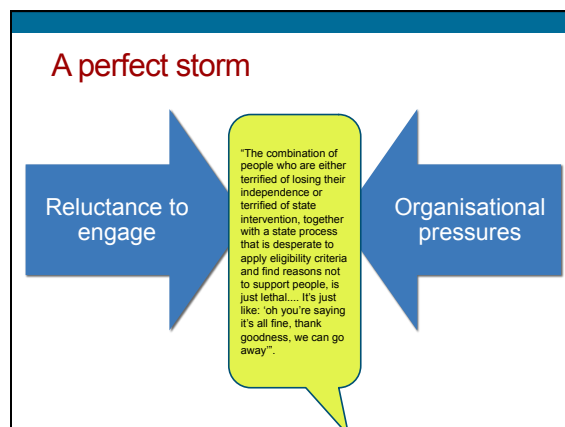 A perfect storm
Reluctance to
engage
“The combination of
people who are either
terrified of losing their
independence or
terrified of state
intervention, together
with a state process
that is desperate to
apply eligibility criteria
and find reasons not
to support people, is
just lethal.... It’s just
like: ‘oh you’re saying
it’s all fine, thank
goodness, we can go
away’”.
Organisational
pressures